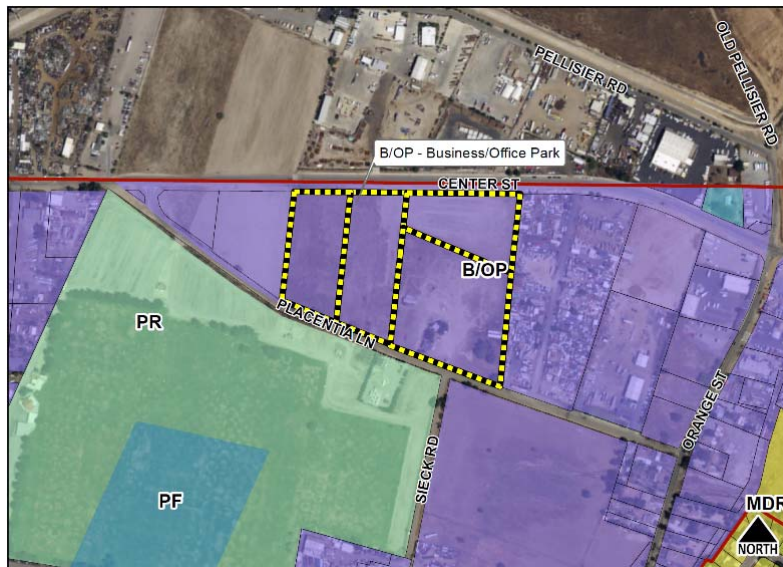 PELLISIER RD
OLD PELLISIER RD
B/OP - Business/Office Park
CENTER ST
B/OP
PLACENTIA LN
PR
ORANGE ST
SIECK RD
PF
MDR
NORTH